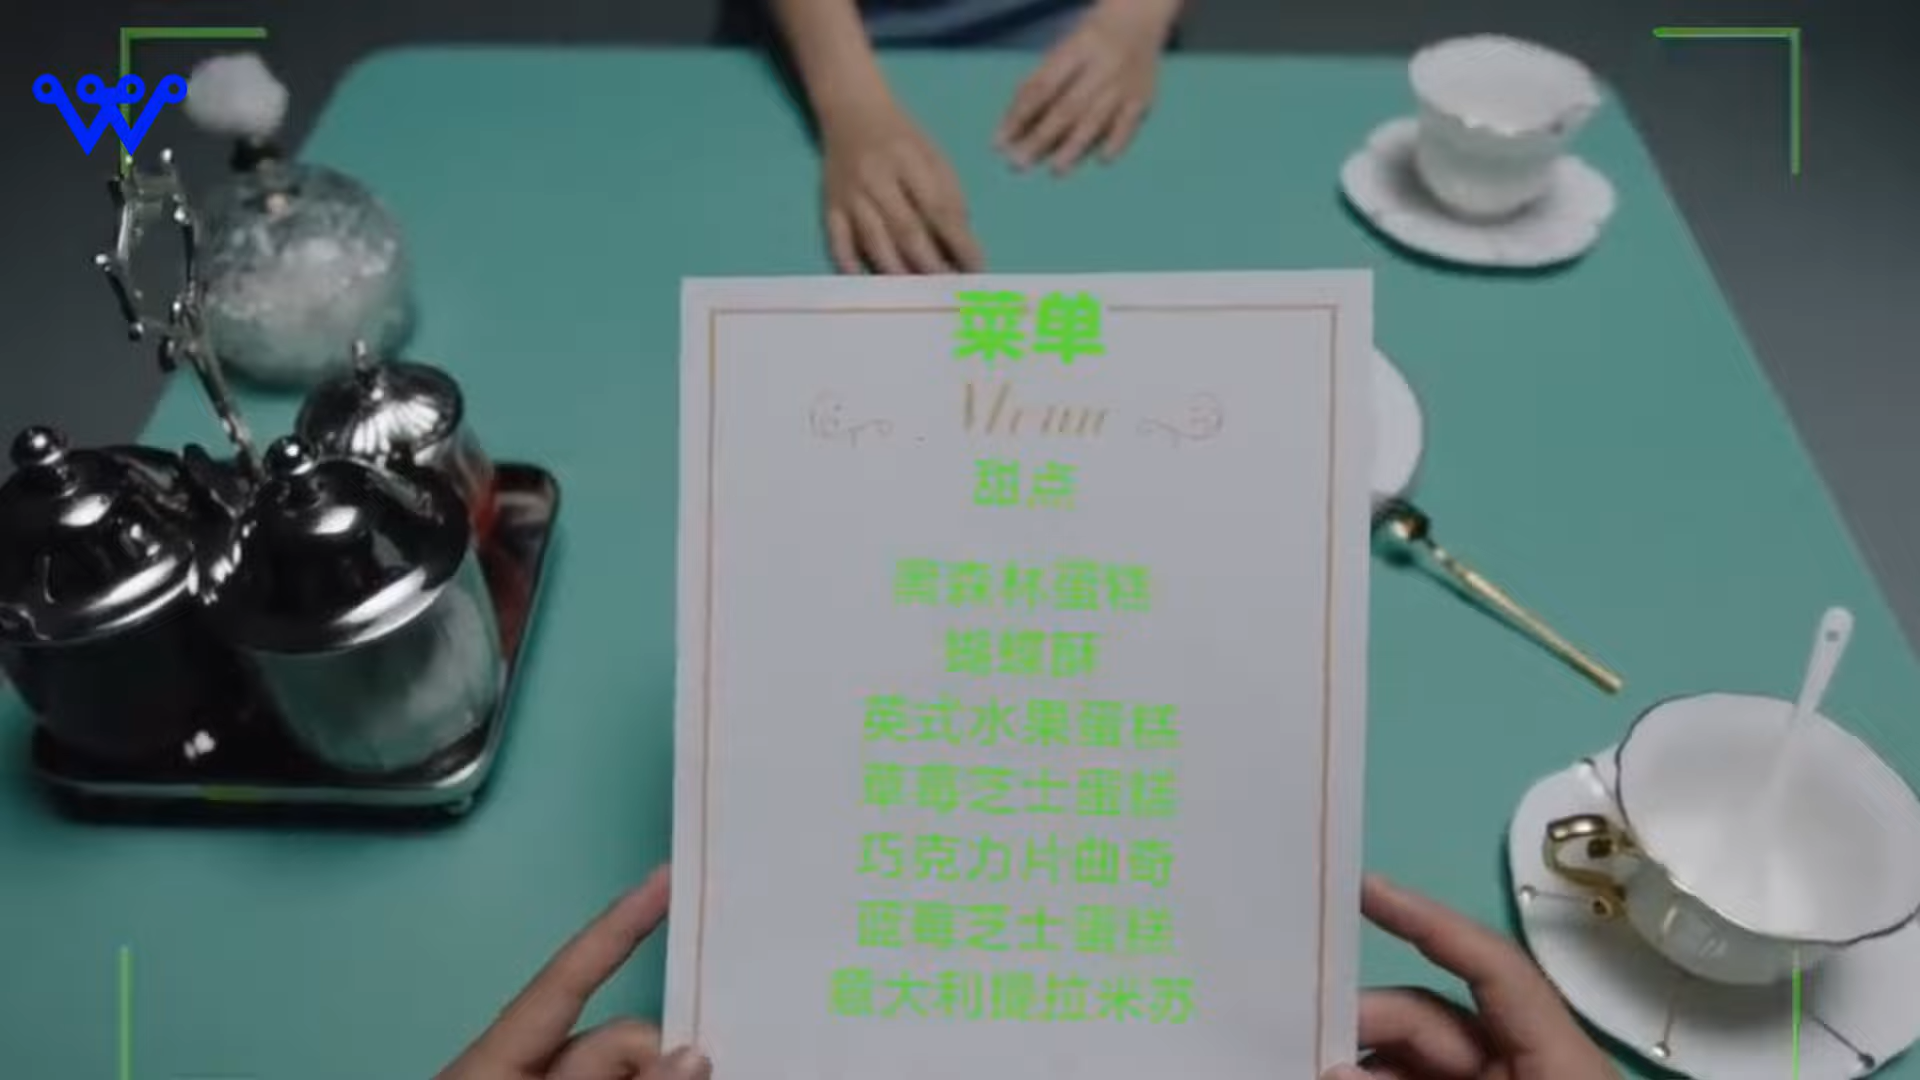 菜单
Menu
甜点
黑森林蛋糕
蝴蝶酥
英式水果蛋糕
草莓芝士蛋糕
巧克力片曲奇
蓝莓芝士蛋糕
意大利提拉米苏